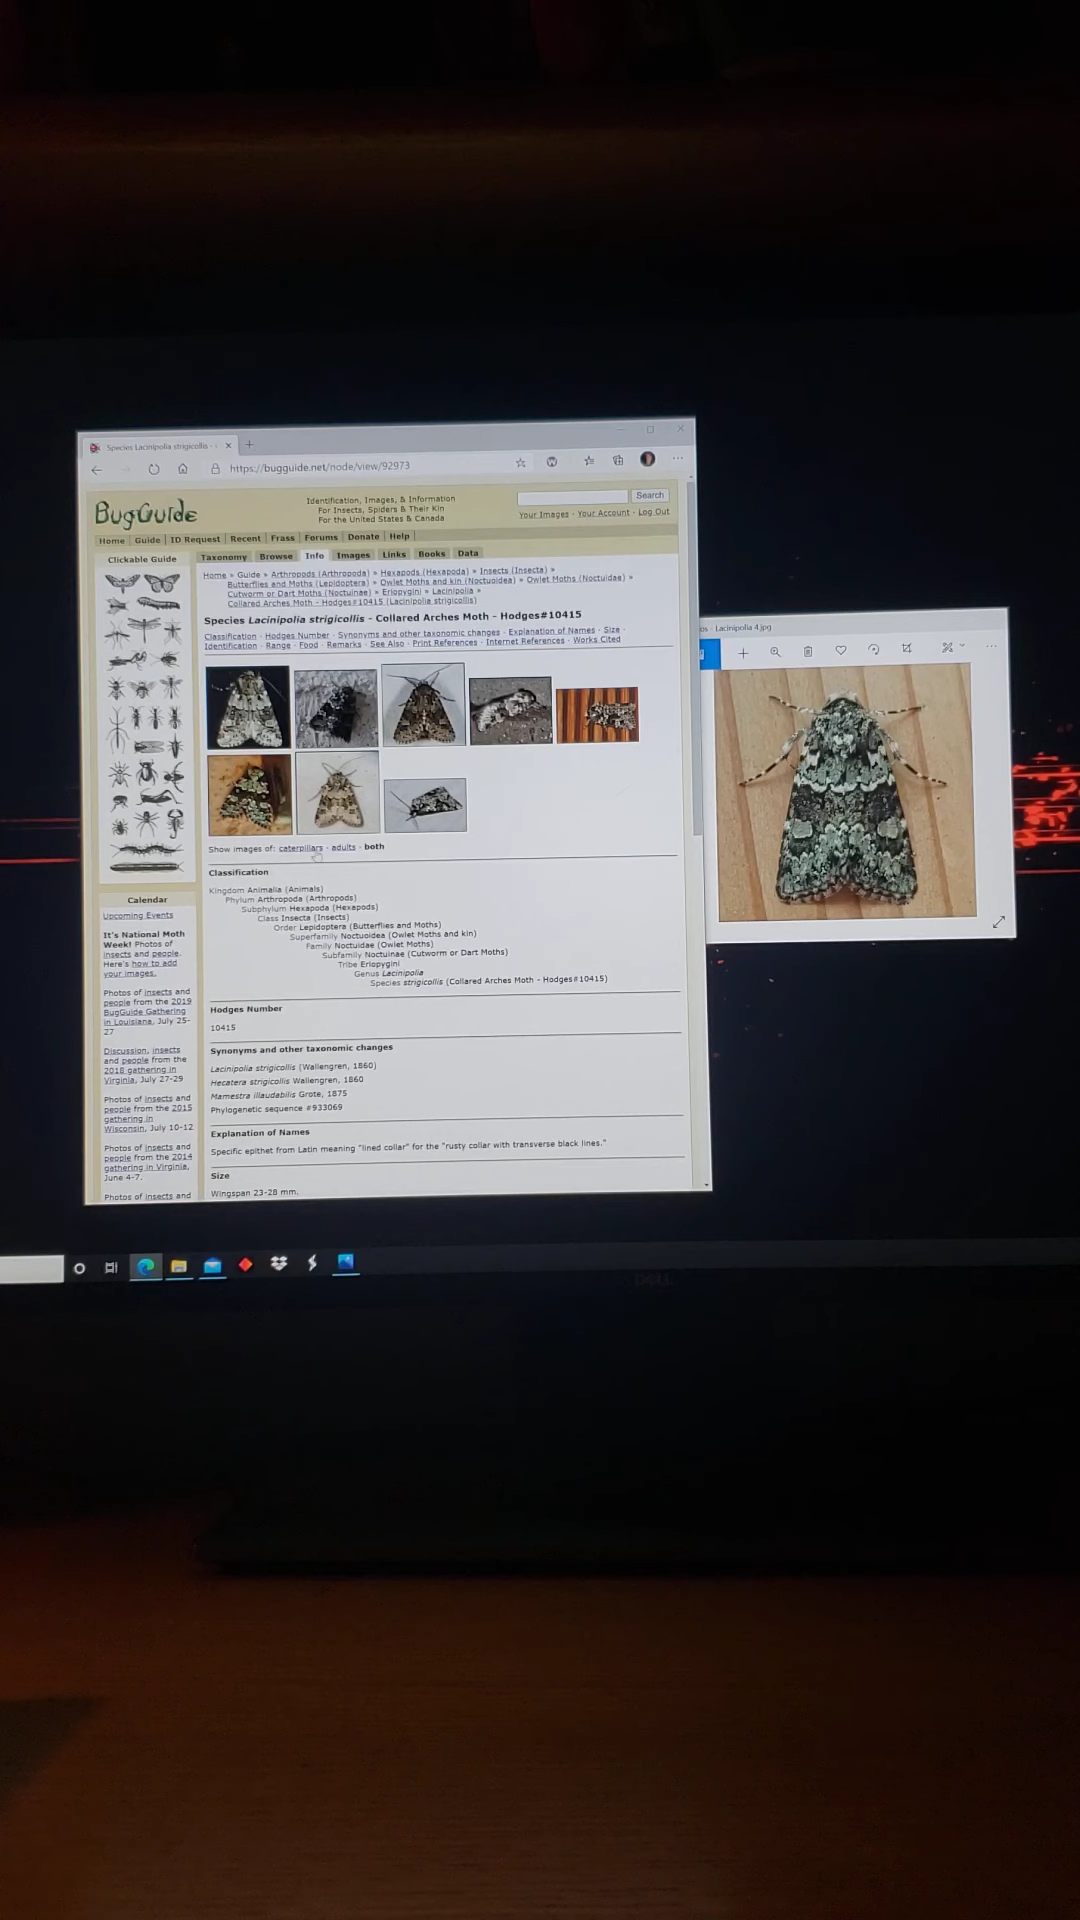 Species Lacinipolia strigicollis -
https://bugguide.net/node/view/92973
BugGuide
Identification, Images, & Information
For Insects, Spiders & Their Kin
For the United States & Canada
Search
Your Images · Your Account · Log Out
Home Guide ID Request Recent Frass Forums Donate Help
Clickable Guide
Taxonomy Browse Info Images Links Books Data
Home » Guide » Arthropods (Arthropoda) » Hexapods (Hexapoda) » Insects (Insecta) »
Butterflies and Moths (Lepidoptera) » Owlet Moths and kin (Noctuoidea) » Owlet Moths (Noctuidae) »
Cutworm or Dart Moths (Noctuinae) » Eriopygini » Lacinipolia »
Collared Arches Moth - Hodges#10415 (Lacinipolia strigicollis)
Species Lacinipolia strigicollis - Collared Arches Moth - Hodges#10415
Classification · Hodges Number · Synonyms and other taxonomic changes · Explanation of Names · Size ·
Identification · Range · Food · Remarks · See Also · Print References · Internet References · Works Cited
os - Lacinipolia 4.jpg
Show images of: caterpillars · adults · both
Classification
Kingdom Animalia (Animals)
Phylum Arthropoda (Arthropods)
Subphylum Hexapoda (Hexapods)
Class Insecta (Insects)
Order Lepidoptera (Butterflies and Moths)
Superfamily Noctuoidea (Owlet Moths and kin)
Family Noctuidae (Owlet Moths)
Subfamily Noctuinae (Cutworm or Dart Moths)
Tribe Eriopygini
Genus Lacinipolia
Species strigicollis (Collared Arches Moth - Hodges#10415)
Hodges Number
10415
Synonyms and other taxonomic changes
Lacinipolia strigicollis (Wallengren, 1860)
Hecatera strigicollis Wallengren, 1860
Mamestra illaudabilis Grote, 1875
Phylogenetic sequence #933069
Explanation of Names
Specific epithet from Latin meaning "lined collar" for the "rusty collar with transverse black lines."
Size
Wingspan 23-28 mm.
Calendar
Upcoming Events
It's National Moth
Week! Photos of
insects and people.
Here's how to add
your images.
Photos of insects and
people from the 2019
BugGuide Gathering
in Louisiana, July 25-
27
Discussion, insects
and people from the
2018 gathering in
Virginia, July 27-29
Photos of insects and
people from the 2015
gathering in
Wisconsin, July 10-12
Photos of insects and
people from the 2014
gathering in Virginia,
June 4-7.
Photos of insects and
DELL